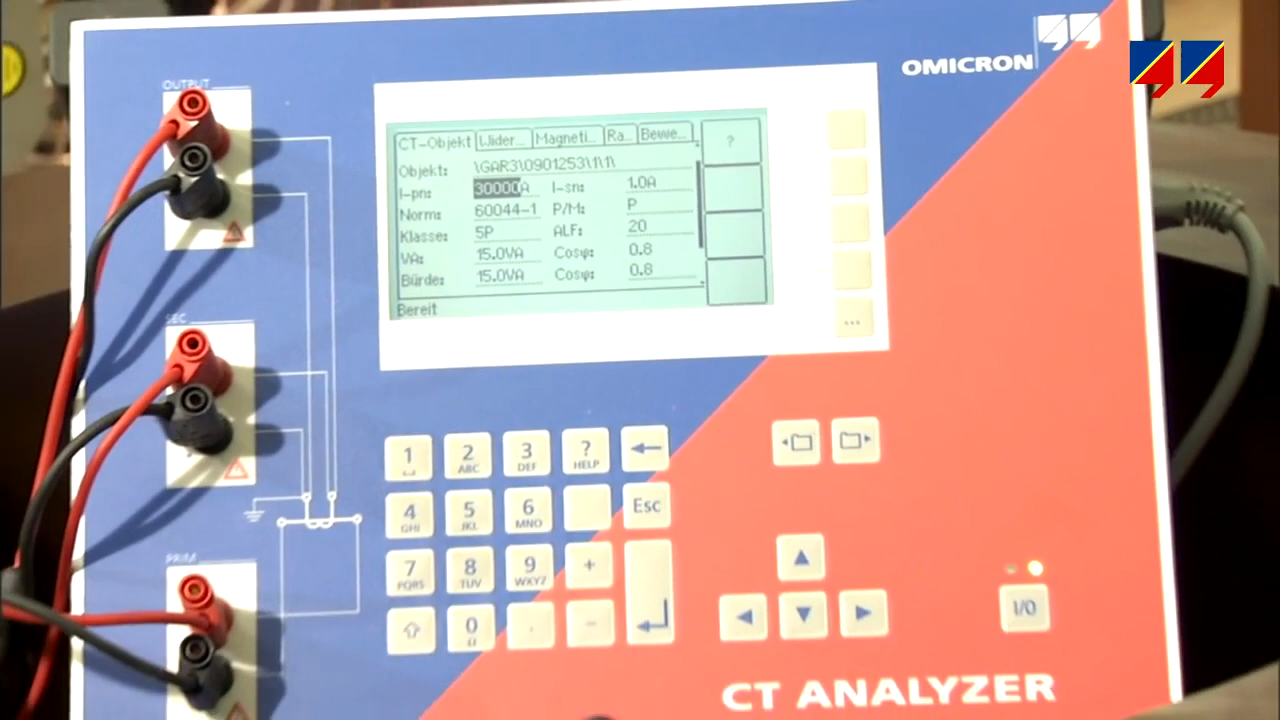 OUTPUT
OMICRON
CT-Objekt Wider... Magneti... Ra... Bewe... ?
Objekt: \GAR3\0901253\1\1\
I-pn: 30000A I-sn: 1.0A
Norm: 60044-1 P/M: P
Klasse: 5P ALF: 20
VA: 15.0VA Cosφ: 0.8
Bürde: 15.0VA Cosφ: 0.8
Bereit
...
SEC
1 2 ABC 3 DEF ? HELP
4 GHI 5 JKL 6 MNO Esc
7 PQRS 8 TUV 9 WXYZ +
0 . -
I/O
PRIM
CT ANALYZER